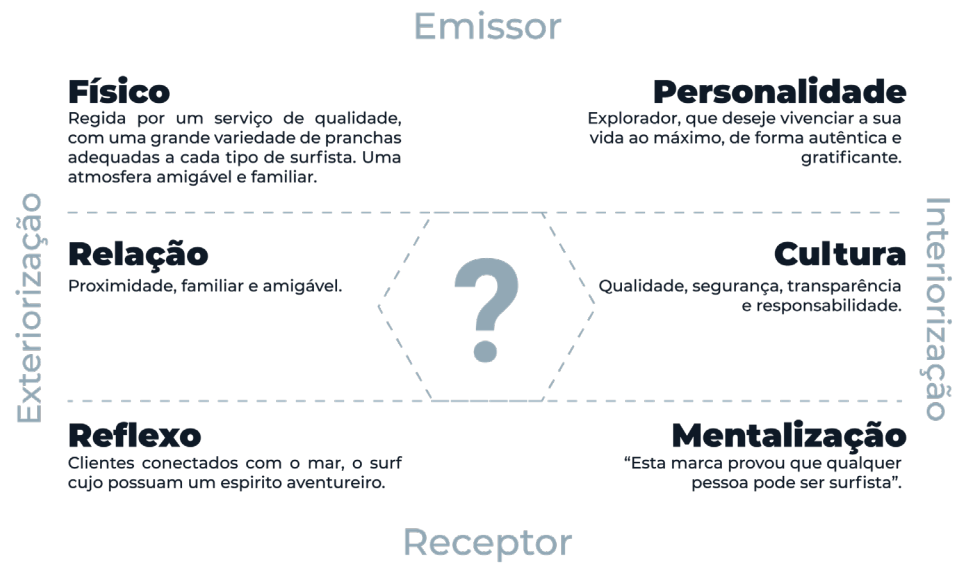 Emissor
Físico
Regida por um serviço de qualidade,
com uma grande variedade de pranchas
adequadas a cada tipo de surfista. Uma
atmosfera amigável e familiar.
Personalidade
Explorador, que deseje vivenciar a sua
vida ao máximo, de forma autêntica e
gratificante.
Exteriorização
Interiorização
Relação
Proximidade, familiar e amigável.
?
Cultura
Qualidade, segurança, transparência
e responsabilidade.
Reflexo
Clientes conectados com o mar, o surf
cujo possuam um espirito aventureiro.
Mentalização
“Esta marca provou que qualquer
pessoa pode ser surfista”.
Receptor